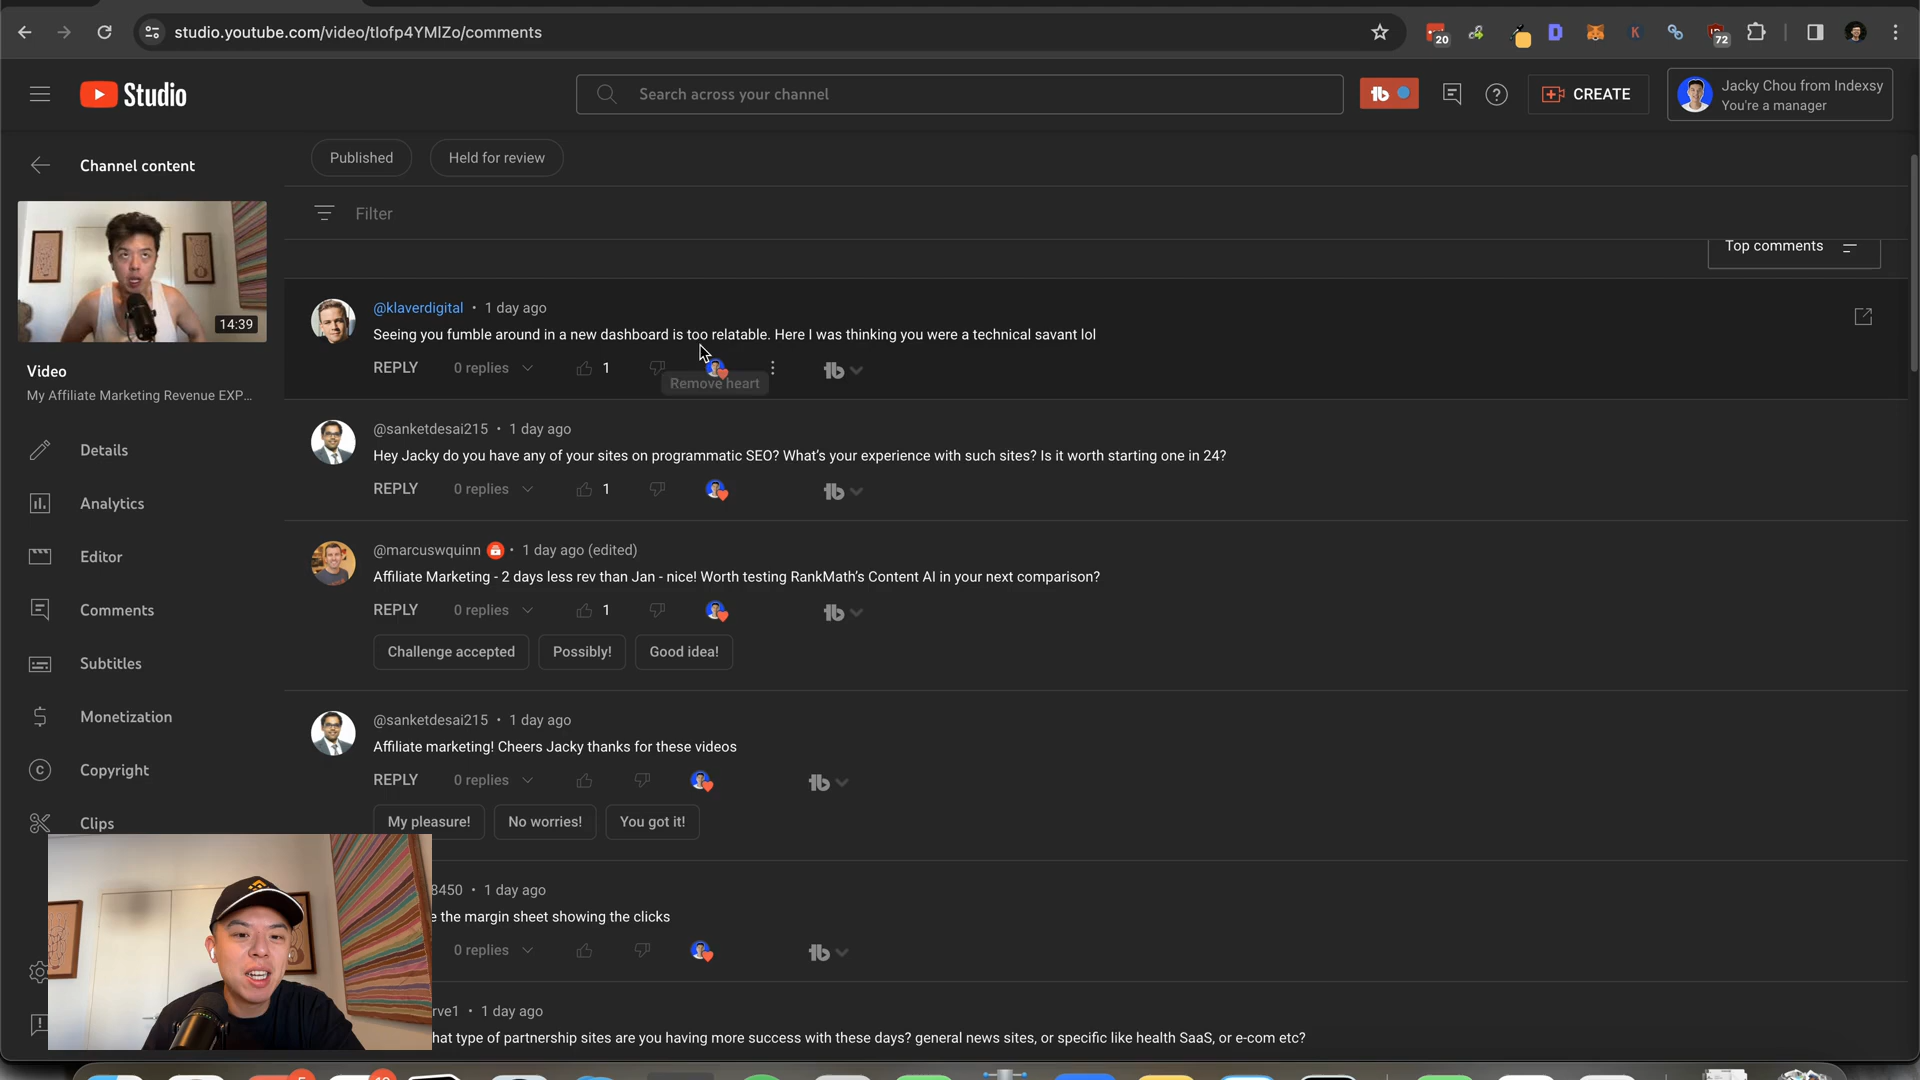 studio.youtube.com/video/tIofp4YMlZo/comments
20
72
Studio
Search across your channel
CREATE
Jacky Chou from Indexsy
You're a manager
Channel content
Published
Held for review
Filter
Top comments
14:39
Video
My Affiliate Marketing Revenue EXP...
Details
Analytics
Editor
Comments
Subtitles
Monetization
Copyright
Clips
@klaverdigital • 1 day ago
Seeing you fumble around in a new dashboard is too relatable. Here I was thinking you were a technical savant lol
REPLY 0 replies 1
Remove heart
@sanketdesai215 • 1 day ago
Hey Jacky do you have any of your sites on programmatic SEO? What's your experience with such sites? Is it worth starting one in 24?
REPLY 0 replies 1
@marcuswquinn • 1 day ago (edited)
Affiliate Marketing - 2 days less rev than Jan - nice! Worth testing RankMath's Content AI in your next comparison?
REPLY 0 replies 1
Challenge accepted Possibly! Good idea!
@sanketdesai215 • 1 day ago
Affiliate marketing! Cheers Jacky thanks for these videos
REPLY 0 replies
My pleasure! No worries! You got it!
8450 • 1 day ago
the margin sheet showing the clicks
0 replies
rve1 • 1 day ago
hat type of partnership sites are you having more success with these days? general news sites, or specific like health SaaS, or e-com etc?